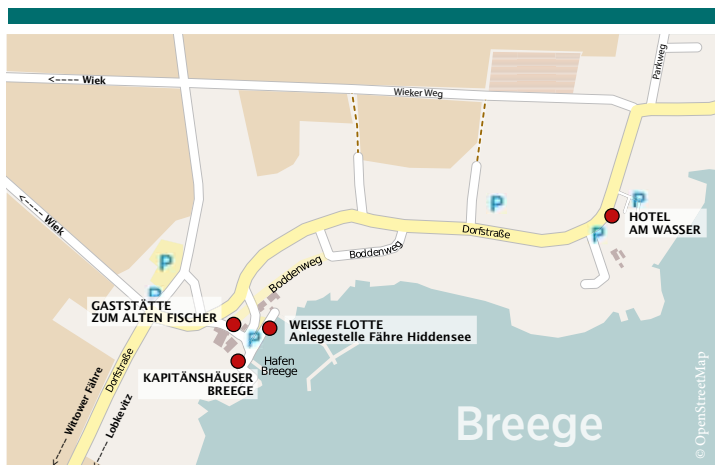 <----- Wiek
Wieker Weg
Parkweg
P
P
HOTEL
AM WASSER
<----- Wiek
P
Dorfstraße
Boddenweg
Boddenweg
P
P
GASTSTÄTTE
ZUM ALTEN FISCHER
WEISSE FLOTTE
Anlegestelle Fähre Hiddensee
P
Hafen
Breege
KAPITÄNSHÄUSER
BREEGE
Dorfstraße
<----- Wittower Fähre
<----- Lobkevitz
Breege
© OpenStreetMap